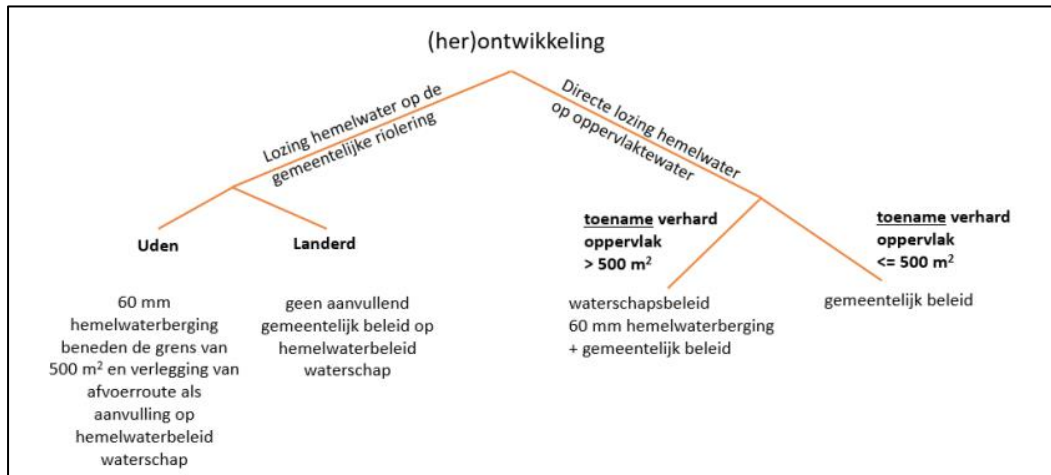 (her)ontwikkeling
Lozing hemelwater op de
gemeentelijke riolering
Directe lozing hemelwater
op oppervlaktewater
Uden
60 mm
hemelwaterberging
beneden de grens van
500 m² en verlegging van
afvoerroute als
aanvulling op
hemelwaterbeleid
waterschap
Landerd
geen aanvullend
gemeentelijk beleid op
hemelwaterbeleid
waterschap
toename verhard
oppervlak
> 500 m²
waterschapsbeleid
60 mm hemelwaterberging
+ gemeentelijk beleid
toename verhard
oppervlak
<= 500 m²
gemeentelijk beleid